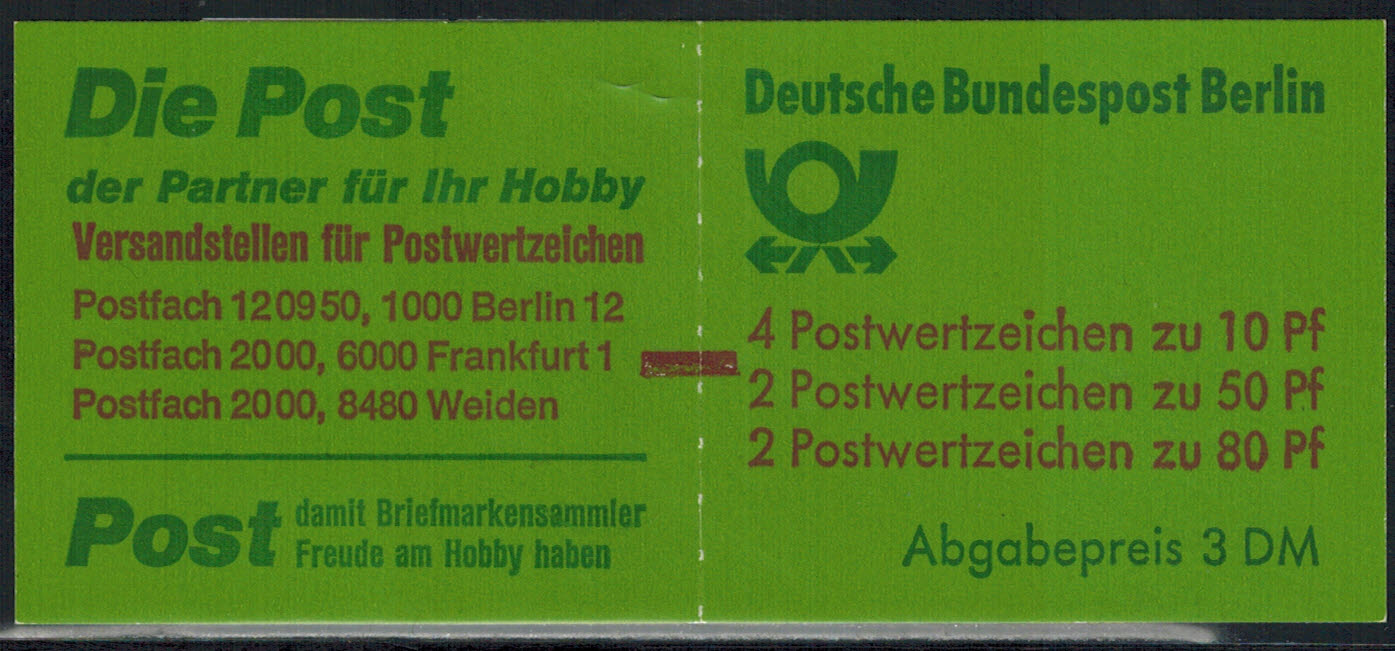 Die Post
der Partner für Ihr Hobby
Versandstellen für Postwertzeichen
Postfach 120950, 1000 Berlin 12
Postfach 2000, 6000 Frankfurt 1
Postfach 2000, 8480 Weiden
Post damit Briefmarkensammler
Freude am Hobby haben
Deutsche Bundespost Berlin
4 Postwertzeichen zu 10 Pf
2 Postwertzeichen zu 50 Pf
2 Postwertzeichen zu 80 Pf
Abgabepreis 3 DM